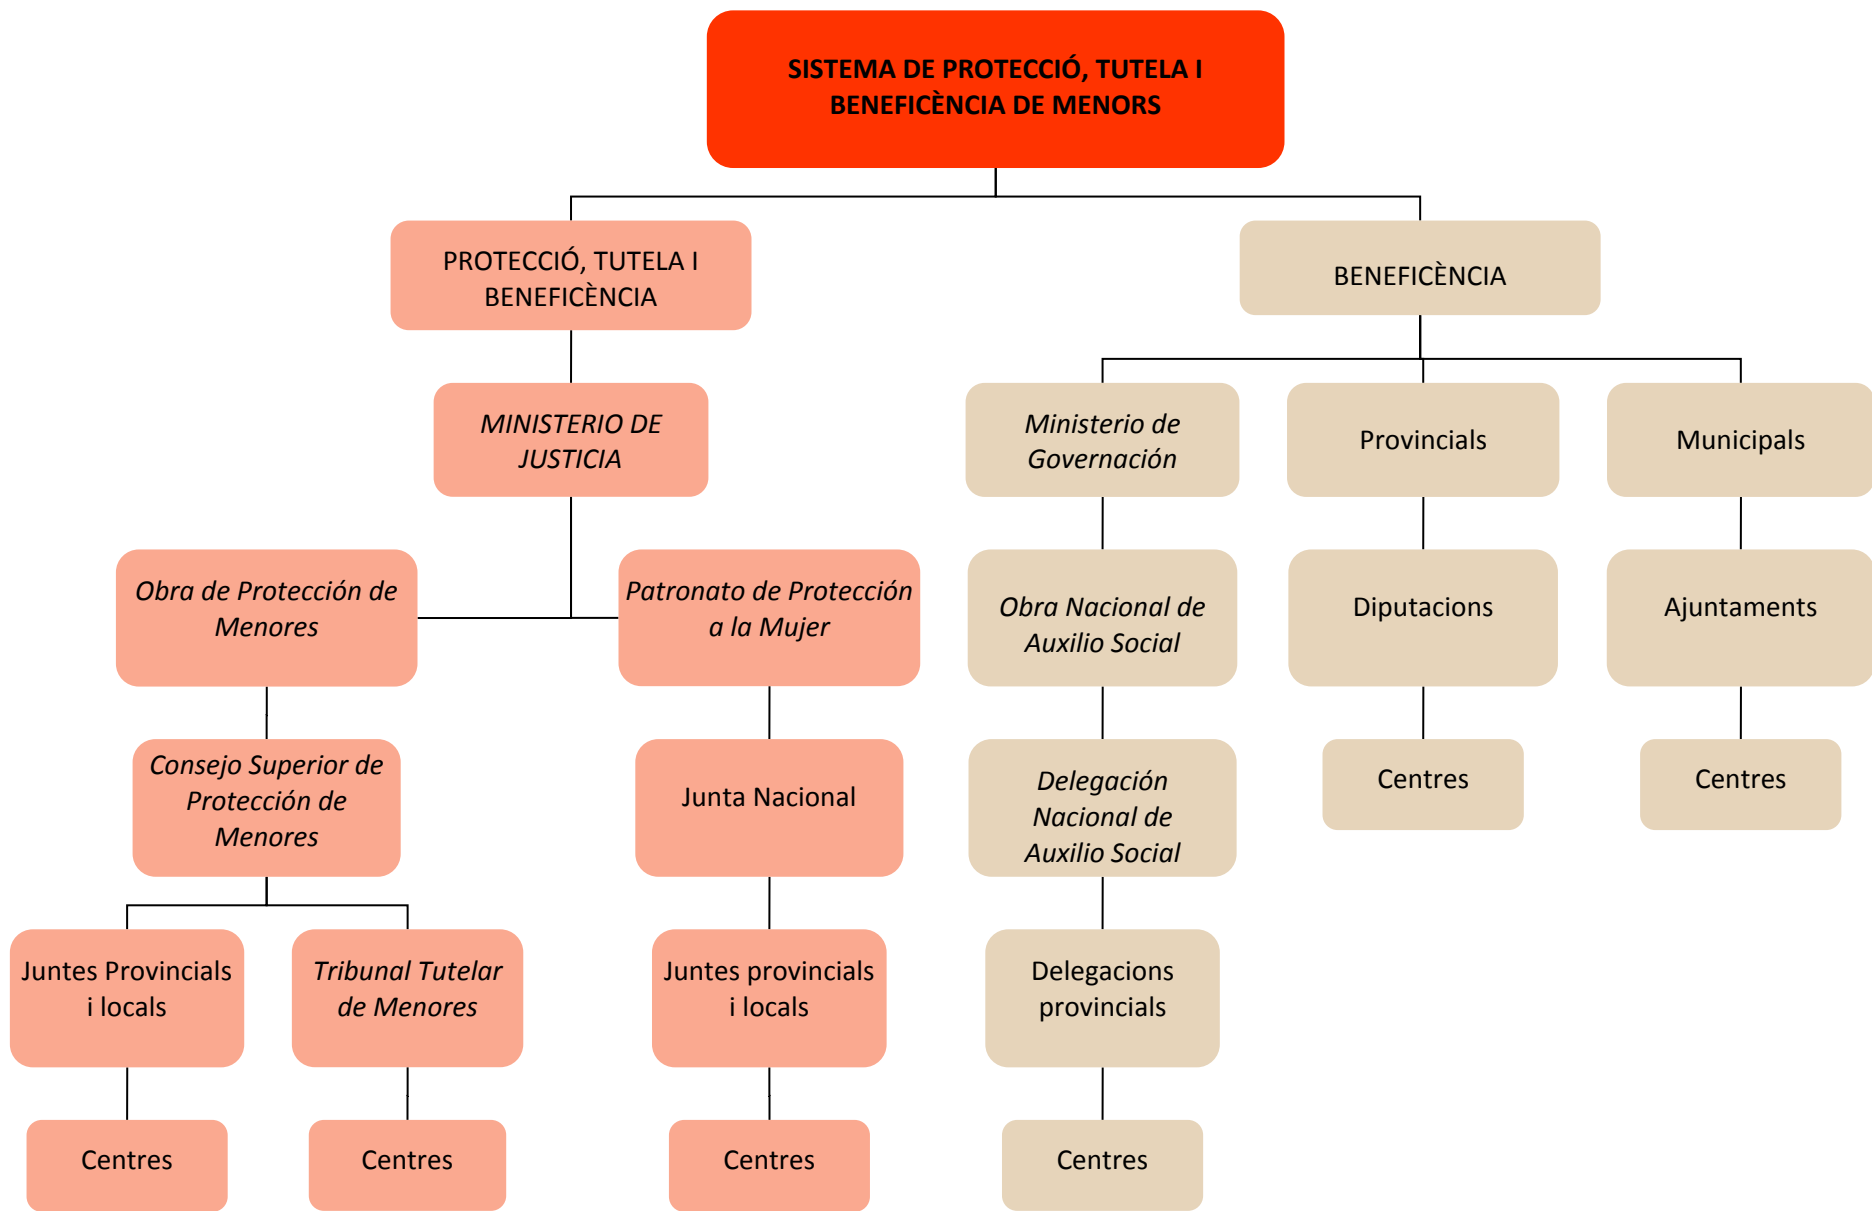 SISTEMA DE PROTECCIÓ, TUTELA I
BENEFICÈNCIA DE MENORS
PROTECCIÓ, TUTELA I
BENEFICÈNCIA
BENEFICÈNCIA
MINISTERIO DE
JUSTICIA
Ministerio de
Governación
Provincials
Municipals
Obra de Protección de
Menores
Patronato de Protección
a la Mujer
Obra Nacional de
Auxilio Social
Diputacions
Ajuntaments
Consejo Superior de
Protección de
Menores
Junta Nacional
Delegación
Nacional de
Auxilio Social
Centres
Centres
Juntes Provincials
i locals
Tribunal Tutelar
de Menores
Juntes provincials
i locals
Delegacions
provincials
Centres
Centres
Centres
Centres